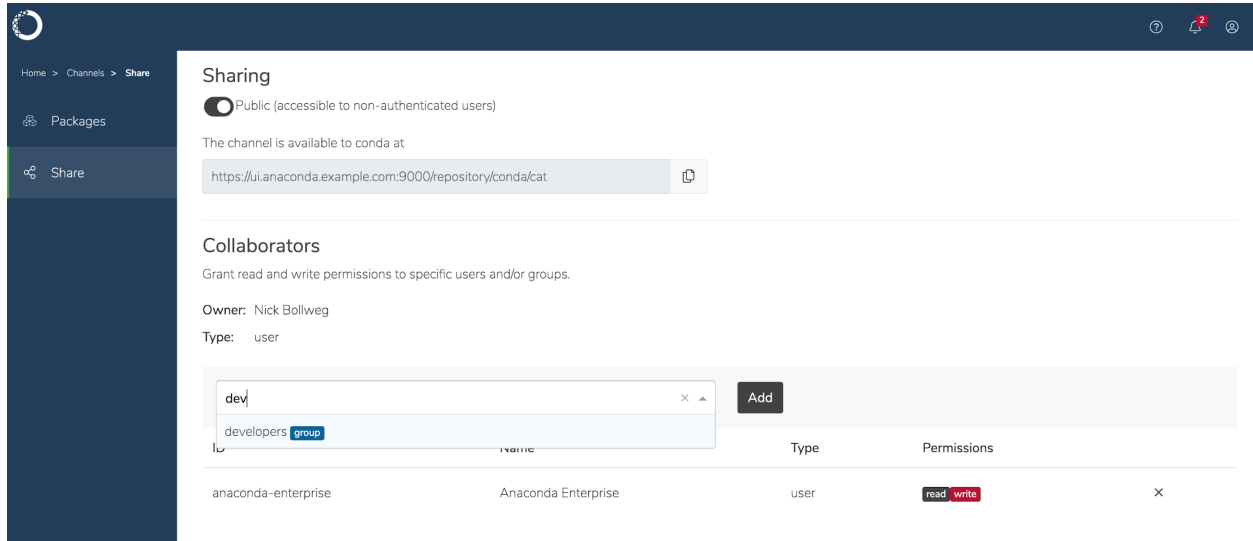 2
Home > Channels > Share
Packages
Share
Sharing
Public (accessible to non-authenticated users)
The channel is available to conda at
https://ui.anaconda.example.com:9000/repository/conda/cat
Collaborators
Grant read and write permissions to specific users and/or groups.
Owner: Nick Bollweg
Type: user
dev Add
developers group
ID Name Type Permissions
anaconda-enterprise Anaconda Enterprise user read write